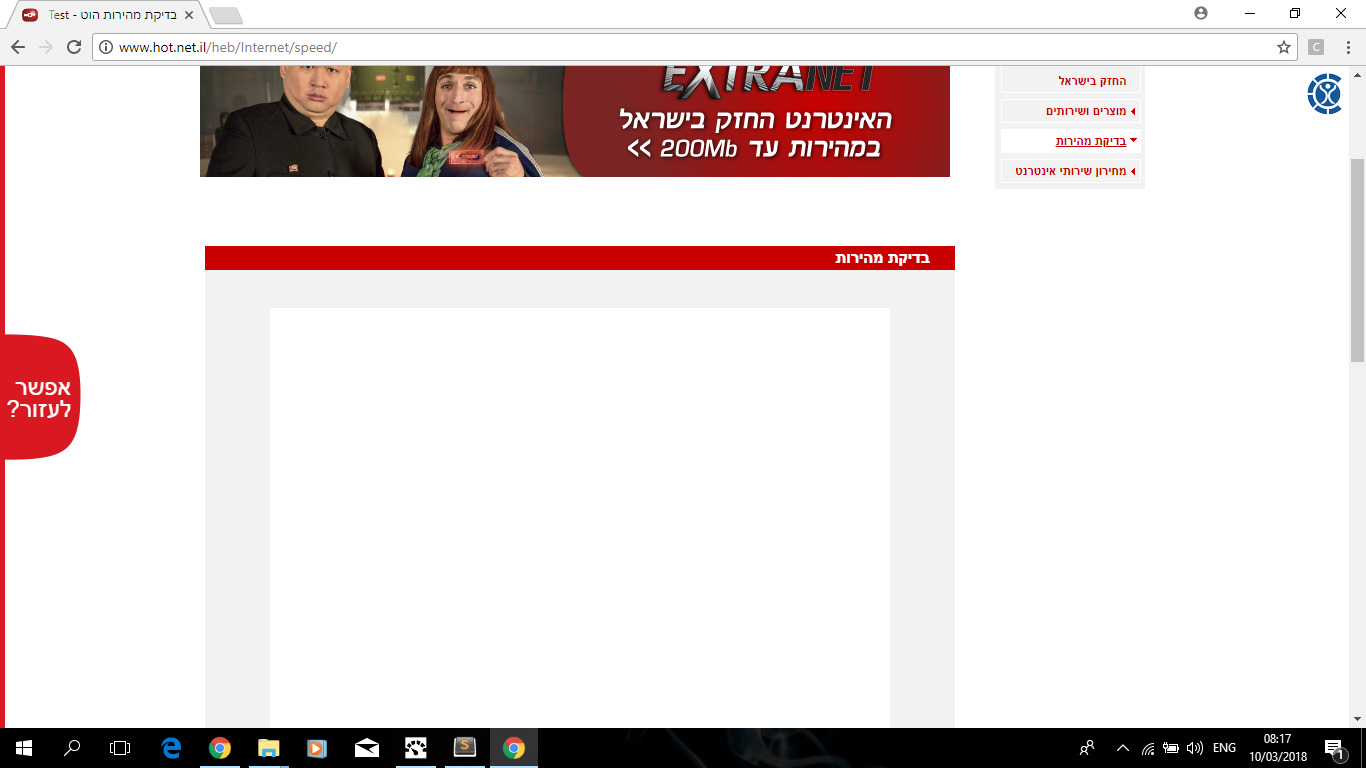 בדיקת מהירות הוט - Test
www.hot.net.il/heb/Internet/speed/
C
EXTRANET
האינטרנט החזק בישראל
במהירות עד 200Mb >>
החזק בישראל
מוצרים ושירותים
בדיקת מהירות
מחירון שירותי אינטרנט
בדיקת מהירות
אפשר
לעזור?
ENG
08:17
10/03/2018
1